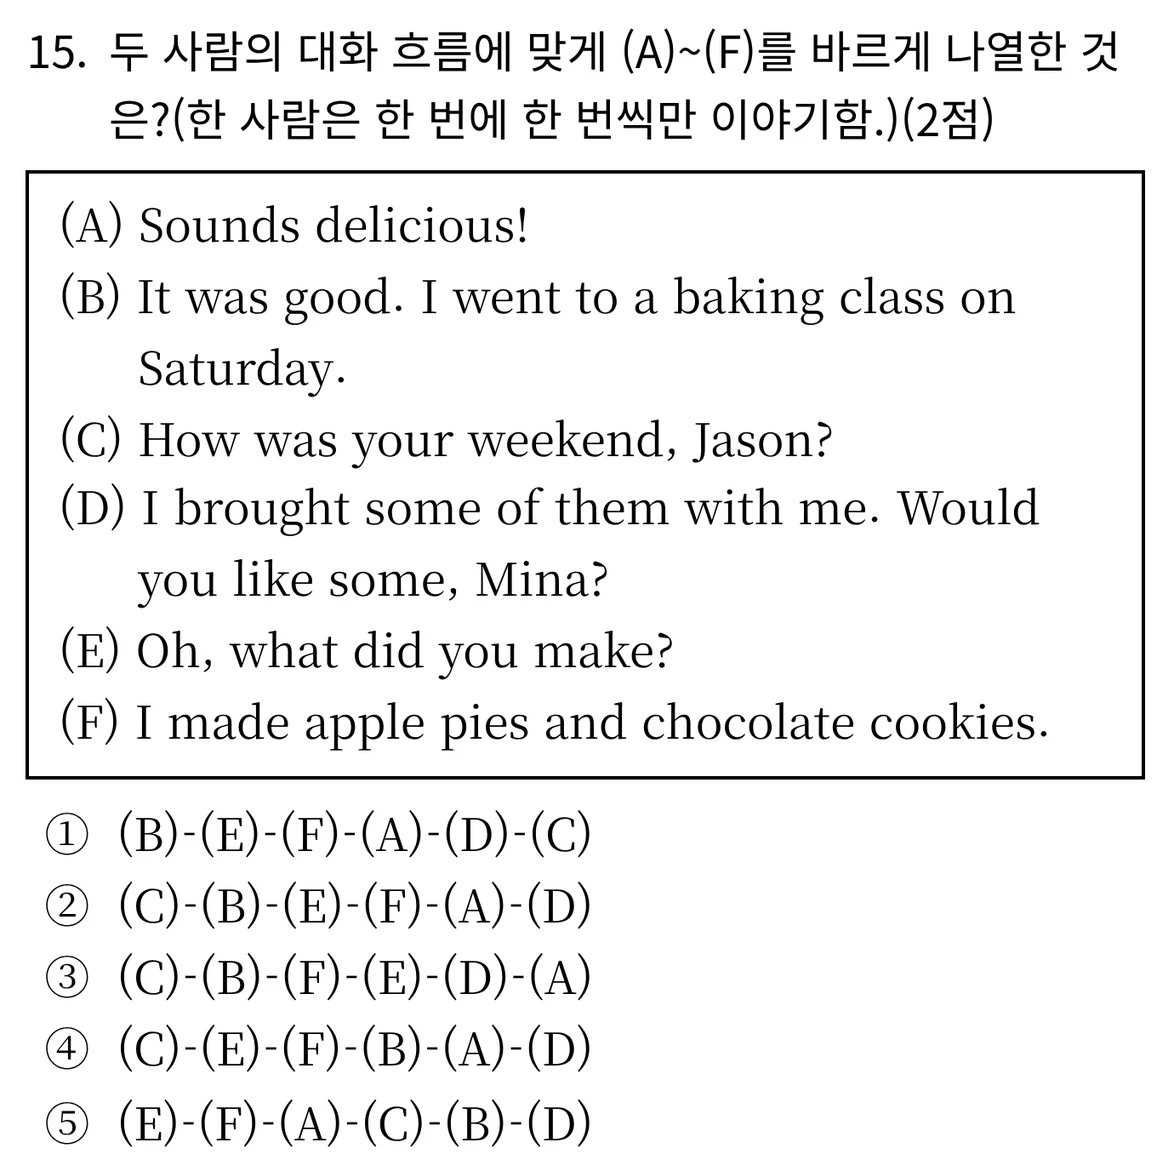 15. 두 사람의 대화 흐름에 맞게 (A)~(F)를 바르게 나열한 것
은?(한 사람은 한 번에 한 번씩만 이야기함.)(2점)
(A) Sounds delicious!
(B) It was good. I went to a baking class on
Saturday.
(C) How was your weekend, Jason?
(D) I brought some of them with me. Would
you like some, Mina?
(E) Oh, what did you make?
(F) I made apple pies and chocolate cookies.
① (B)-(E)-(F)-(A)-(D)-(C)
② (C)-(B)-(E)-(F)-(A)-(D)
③ (C)-(B)-(F)-(E)-(D)-(A)
④ (C)-(E)-(F)-(B)-(A)-(D)
⑤ (E)-(F)-(A)-(C)-(B)-(D)